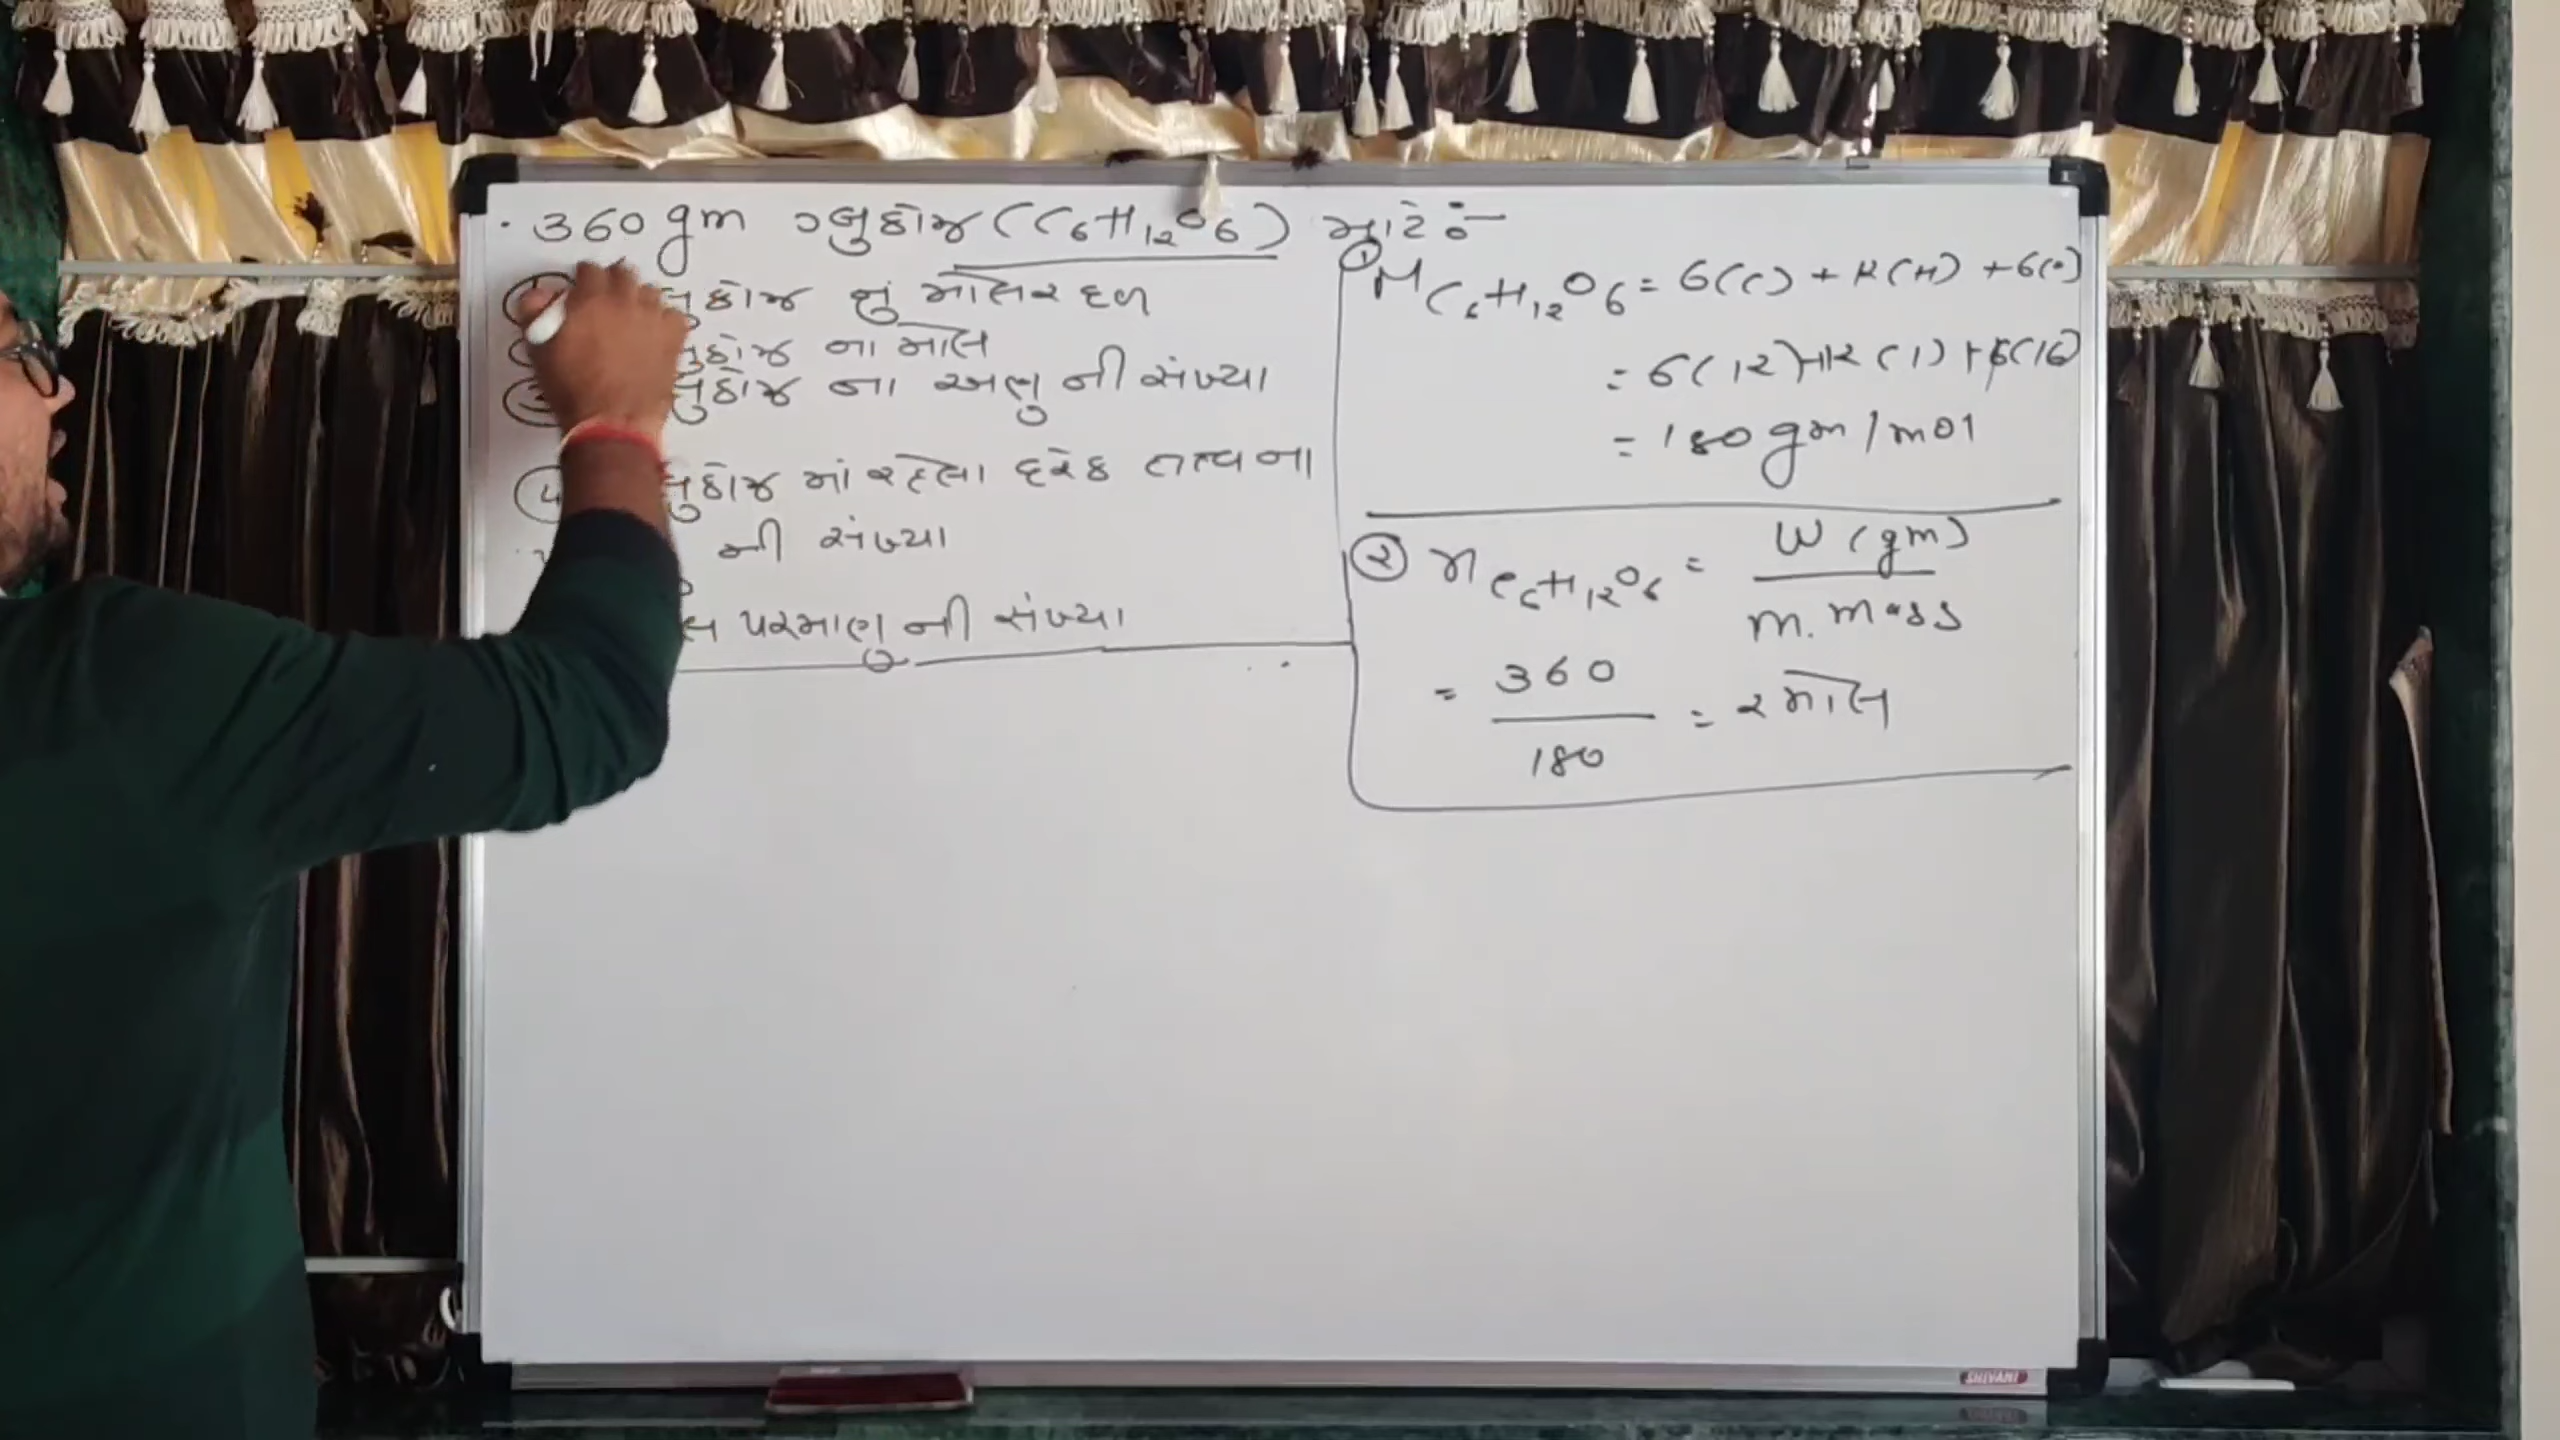 · 360 gm ગ્લુકોઝ (C6H12O6) માટે :-
નું મોલર દળ
ના મોલ
ના અણુ ની સંખ્યા
માં રહેલા દરેક તત્વ ના
ની સંખ્યા
પરમાણુ ની સંખ્યા
① M C6H12O6 = 6(C) + 12(H) + 6(O)
= 6(12) + 12(1) + 6(16)
= 180 gm/mol
② n C6H12O6 = W (gm) / m. mass
= 360 / 180 = 2 મોલ
SHIVANI